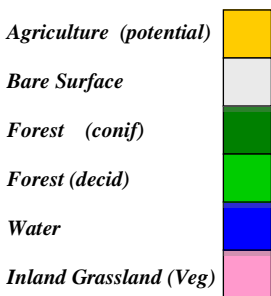 Agriculture (potential)
Bare Surface
Forest (conif)
Forest (decid)
Water
Inland Grassland (Veg)